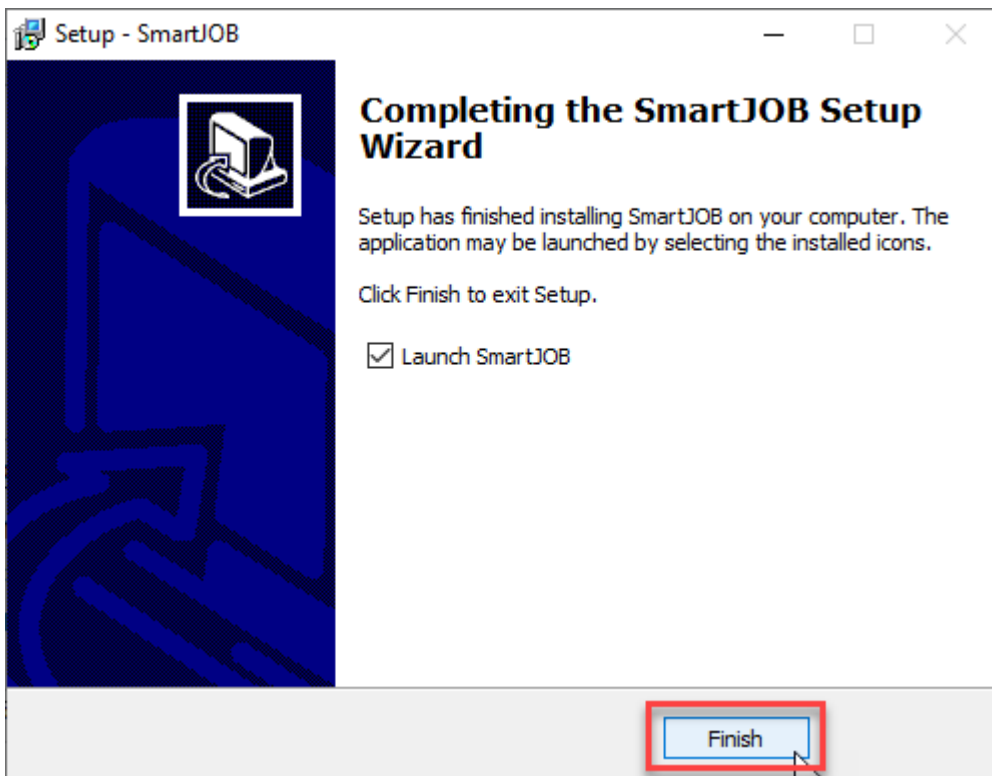 Setup - SmartJOB
Completing the SmartJOB Setup
Wizard
Setup has finished installing SmartJOB on your computer. The
application may be launched by selecting the installed icons.
Click Finish to exit Setup.
Launch SmartJOB
Finish